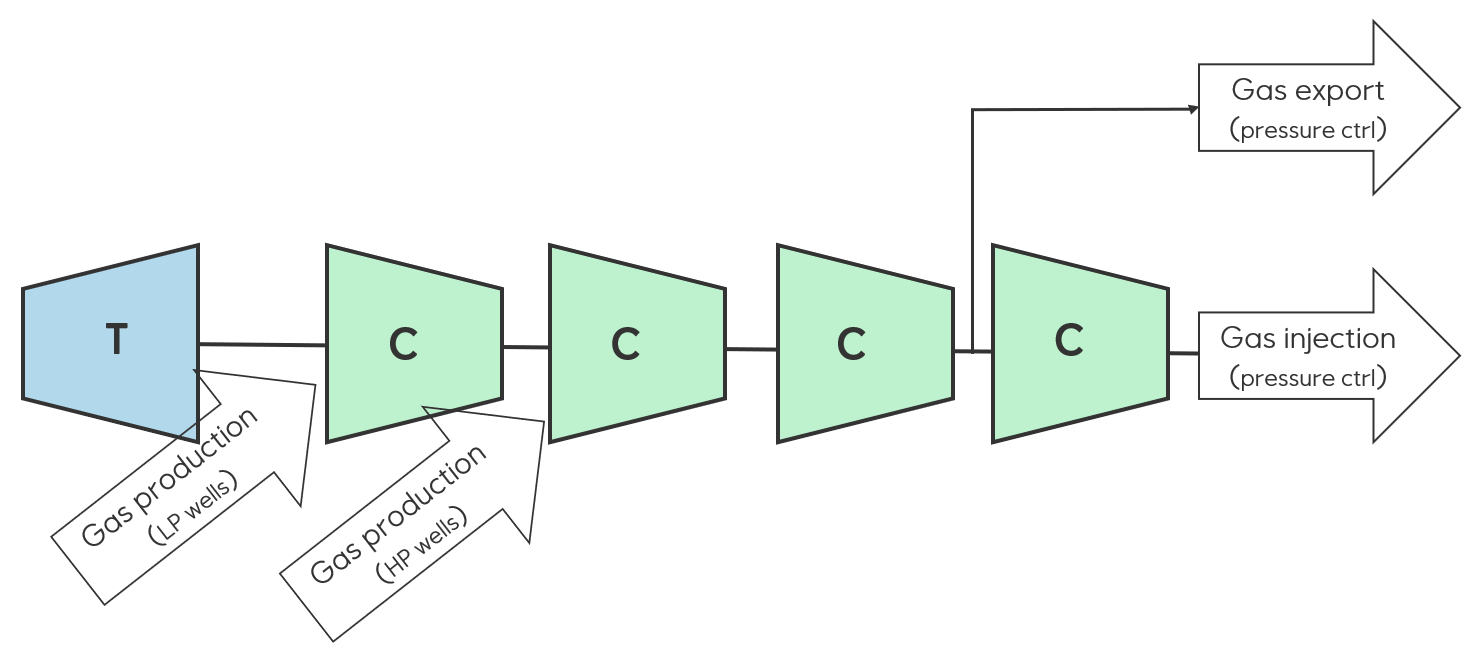 Gas export
(pressure ctrl)
T
C
C
C
C
Gas injection
(pressure ctrl)
Gas production
(LP wells)
Gas production
(HP wells)